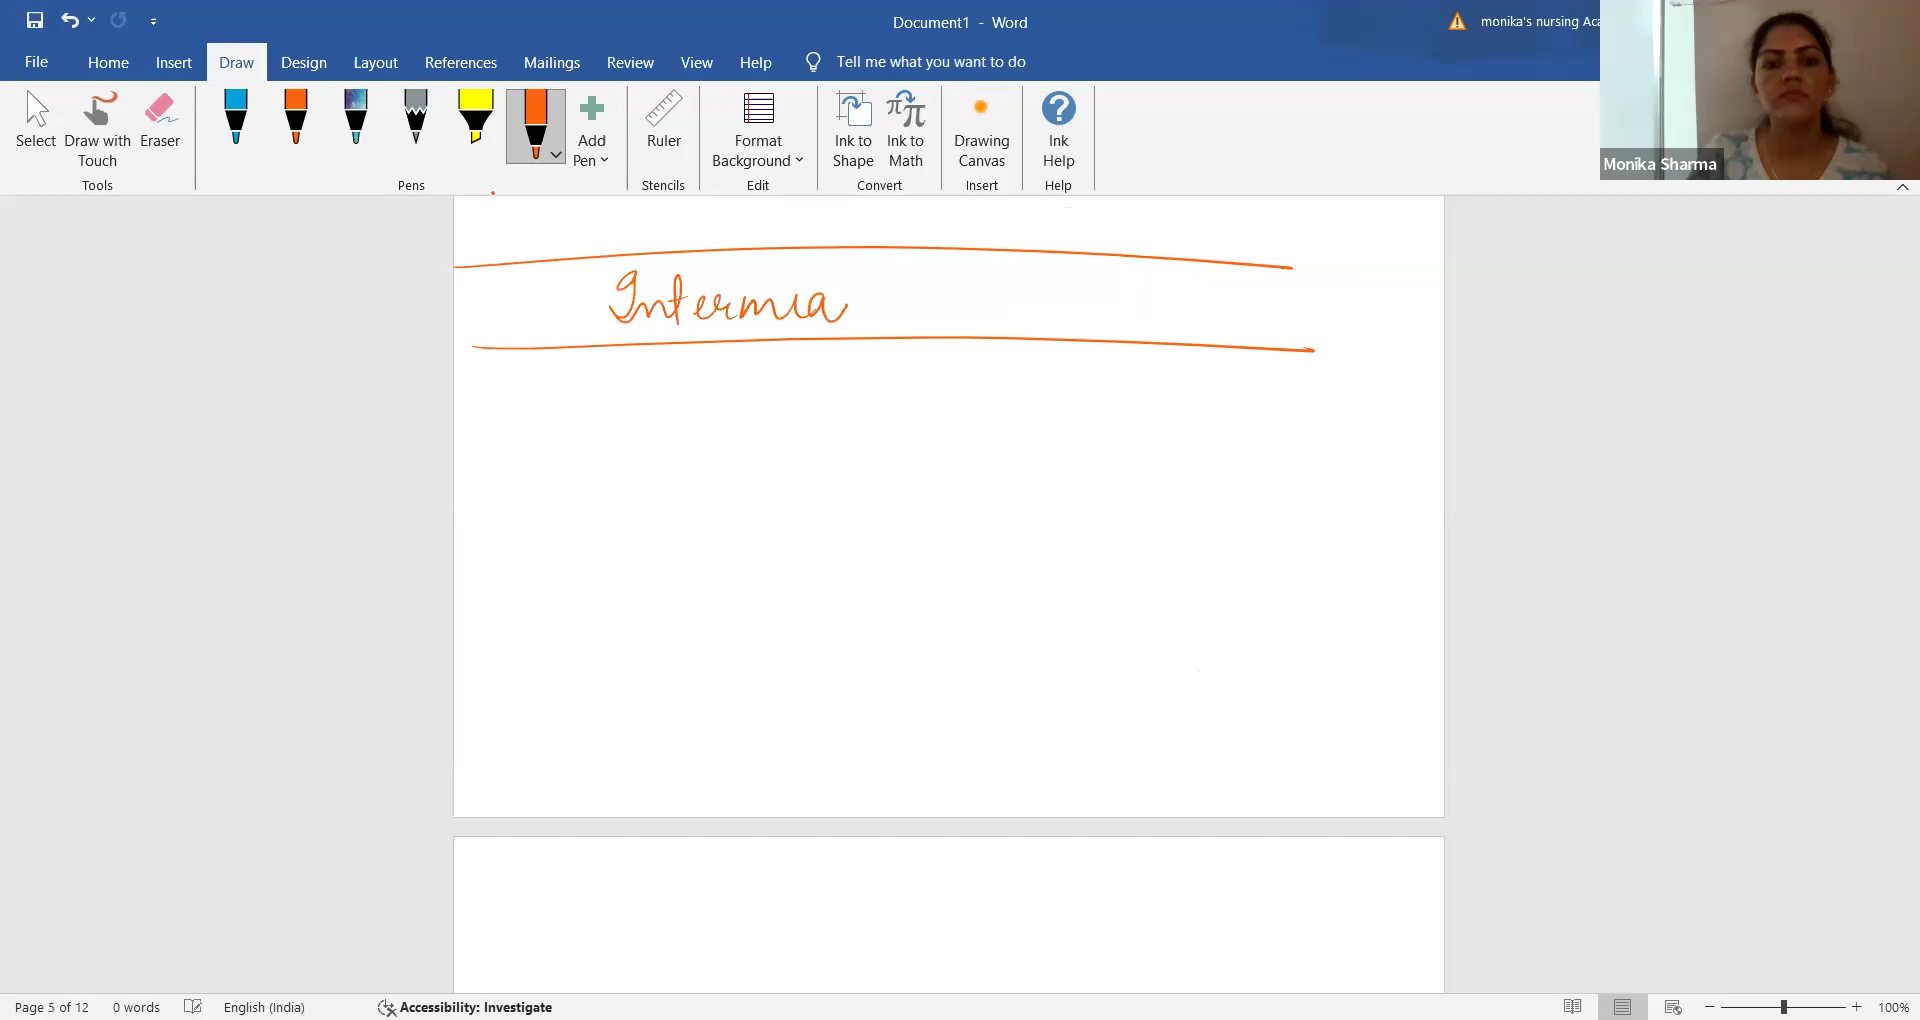 Document1 - Word
monika's nursing Aca
File Home Insert Draw Design Layout References Mailings Review View Help Tell me what you want to do
Select
Draw with Touch
Eraser
Add Pen
Ruler
Format Background
Ink to Shape
Ink to Math
Drawing Canvas
Ink Help
Tools Pens Stencils Edit Convert Insert Help
Monika Sharma
Intermia
Page 5 of 12 0 words English (India) Accessibility: Investigate 100%